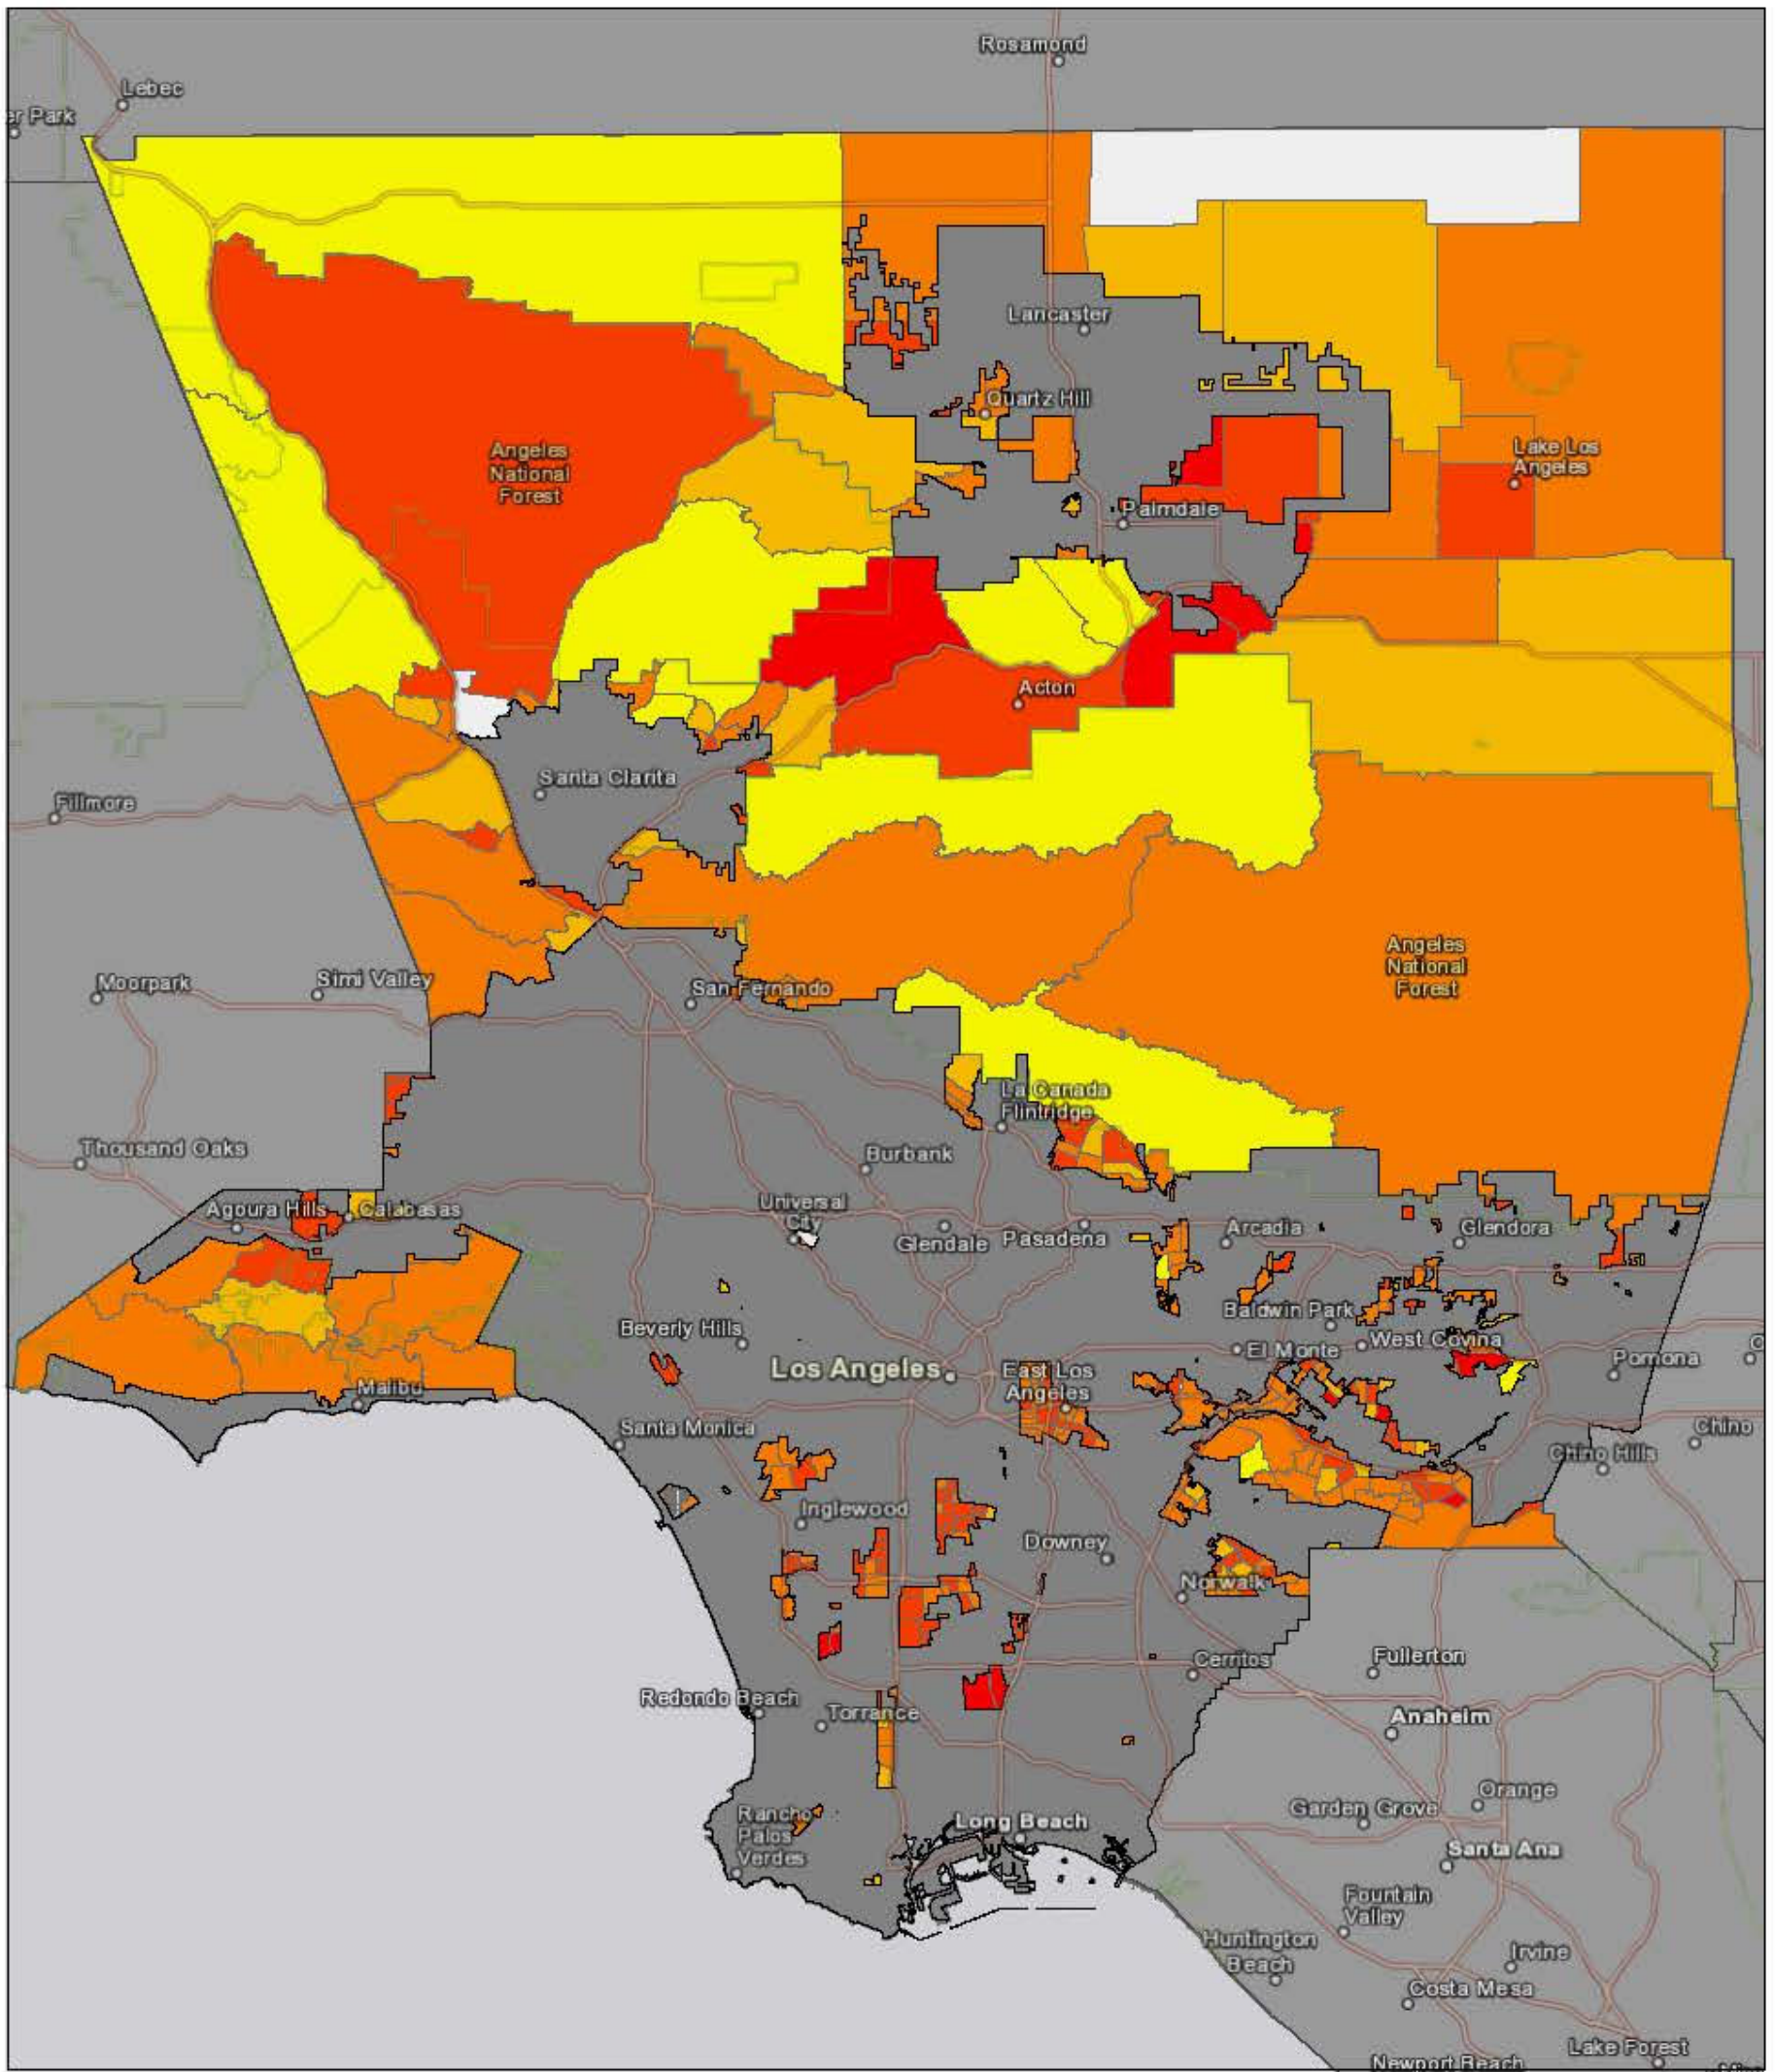 Rosamond
Lebec
er Park
Lancaster
Quartz Hill
Angeles
National
Forest
Lake Los
Angeles
Palmdale
Acton
Santa Clarita
Fillmore
Angeles
National
Forest
Moorpark
Simi Valley
San Fernando
La Canada
Flintridge
Thousand Oaks
Burbank
Agoura Hills
Calabasas
Universal
City
Glendale
Pasadena
Arcadia
Glendora
Baldwin Park
Beverly Hills
El Monte
West Covina
Los Angeles
East Los
Angeles
Pomona
Malibu
Santa Monica
Chino
Chino Hills
Inglewood
Downey
Norwalk
Cerritos
Fullerton
Redondo Beach
Torrance
Anaheim
Orange
Garden Grove
Rancho
Palos
Verdes
Long Beach
Santa Ana
Fountain
Valley
Huntington
Beach
Irvine
Costa Mesa
Lake Forest
Newport Beach